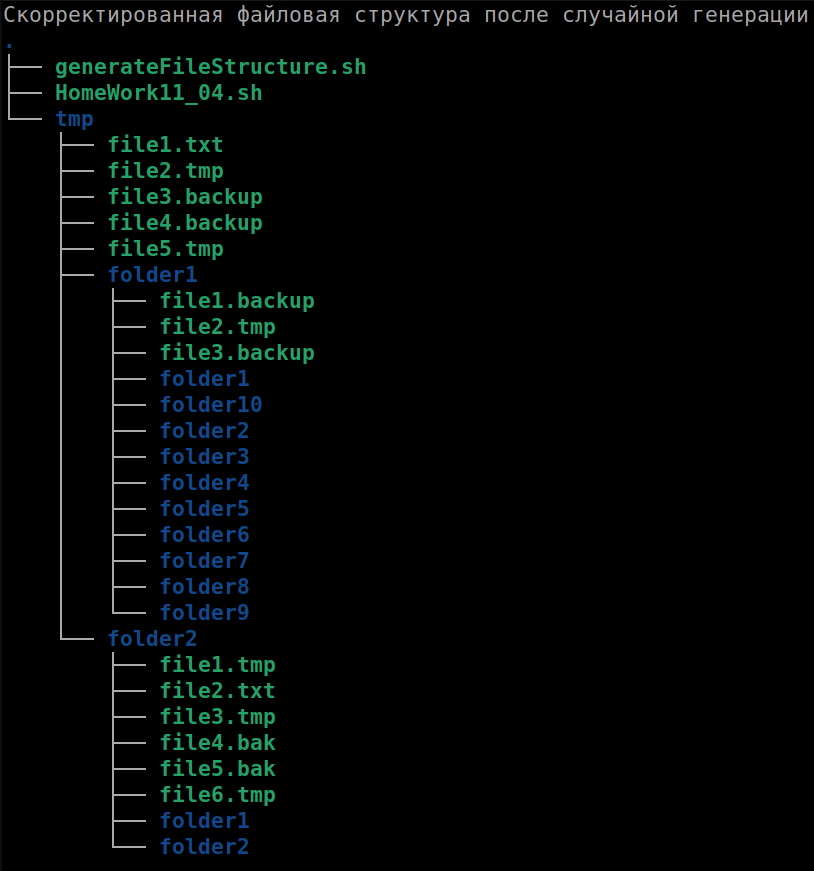 Скорректированная файловая структура после случайной генерации
.
├── generateFileStructure.sh
├── HomeWork11_04.sh
└── tmp
    ├── file1.txt
    ├── file2.tmp
    ├── file3.backup
    ├── file4.backup
    ├── file5.tmp
    ├── folder1
    │   ├── file1.backup
    │   ├── file2.tmp
    │   ├── file3.backup
    │   ├── folder1
    │   ├── folder10
    │   ├── folder2
    │   ├── folder3
    │   ├── folder4
    │   ├── folder5
    │   ├── folder6
    │   ├── folder7
    │   ├── folder8
    │   └── folder9
    └── folder2
        ├── file1.tmp
        ├── file2.txt
        ├── file3.tmp
        ├── file4.bak
        ├── file5.bak
        ├── file6.tmp
        ├── folder1
        └── folder2